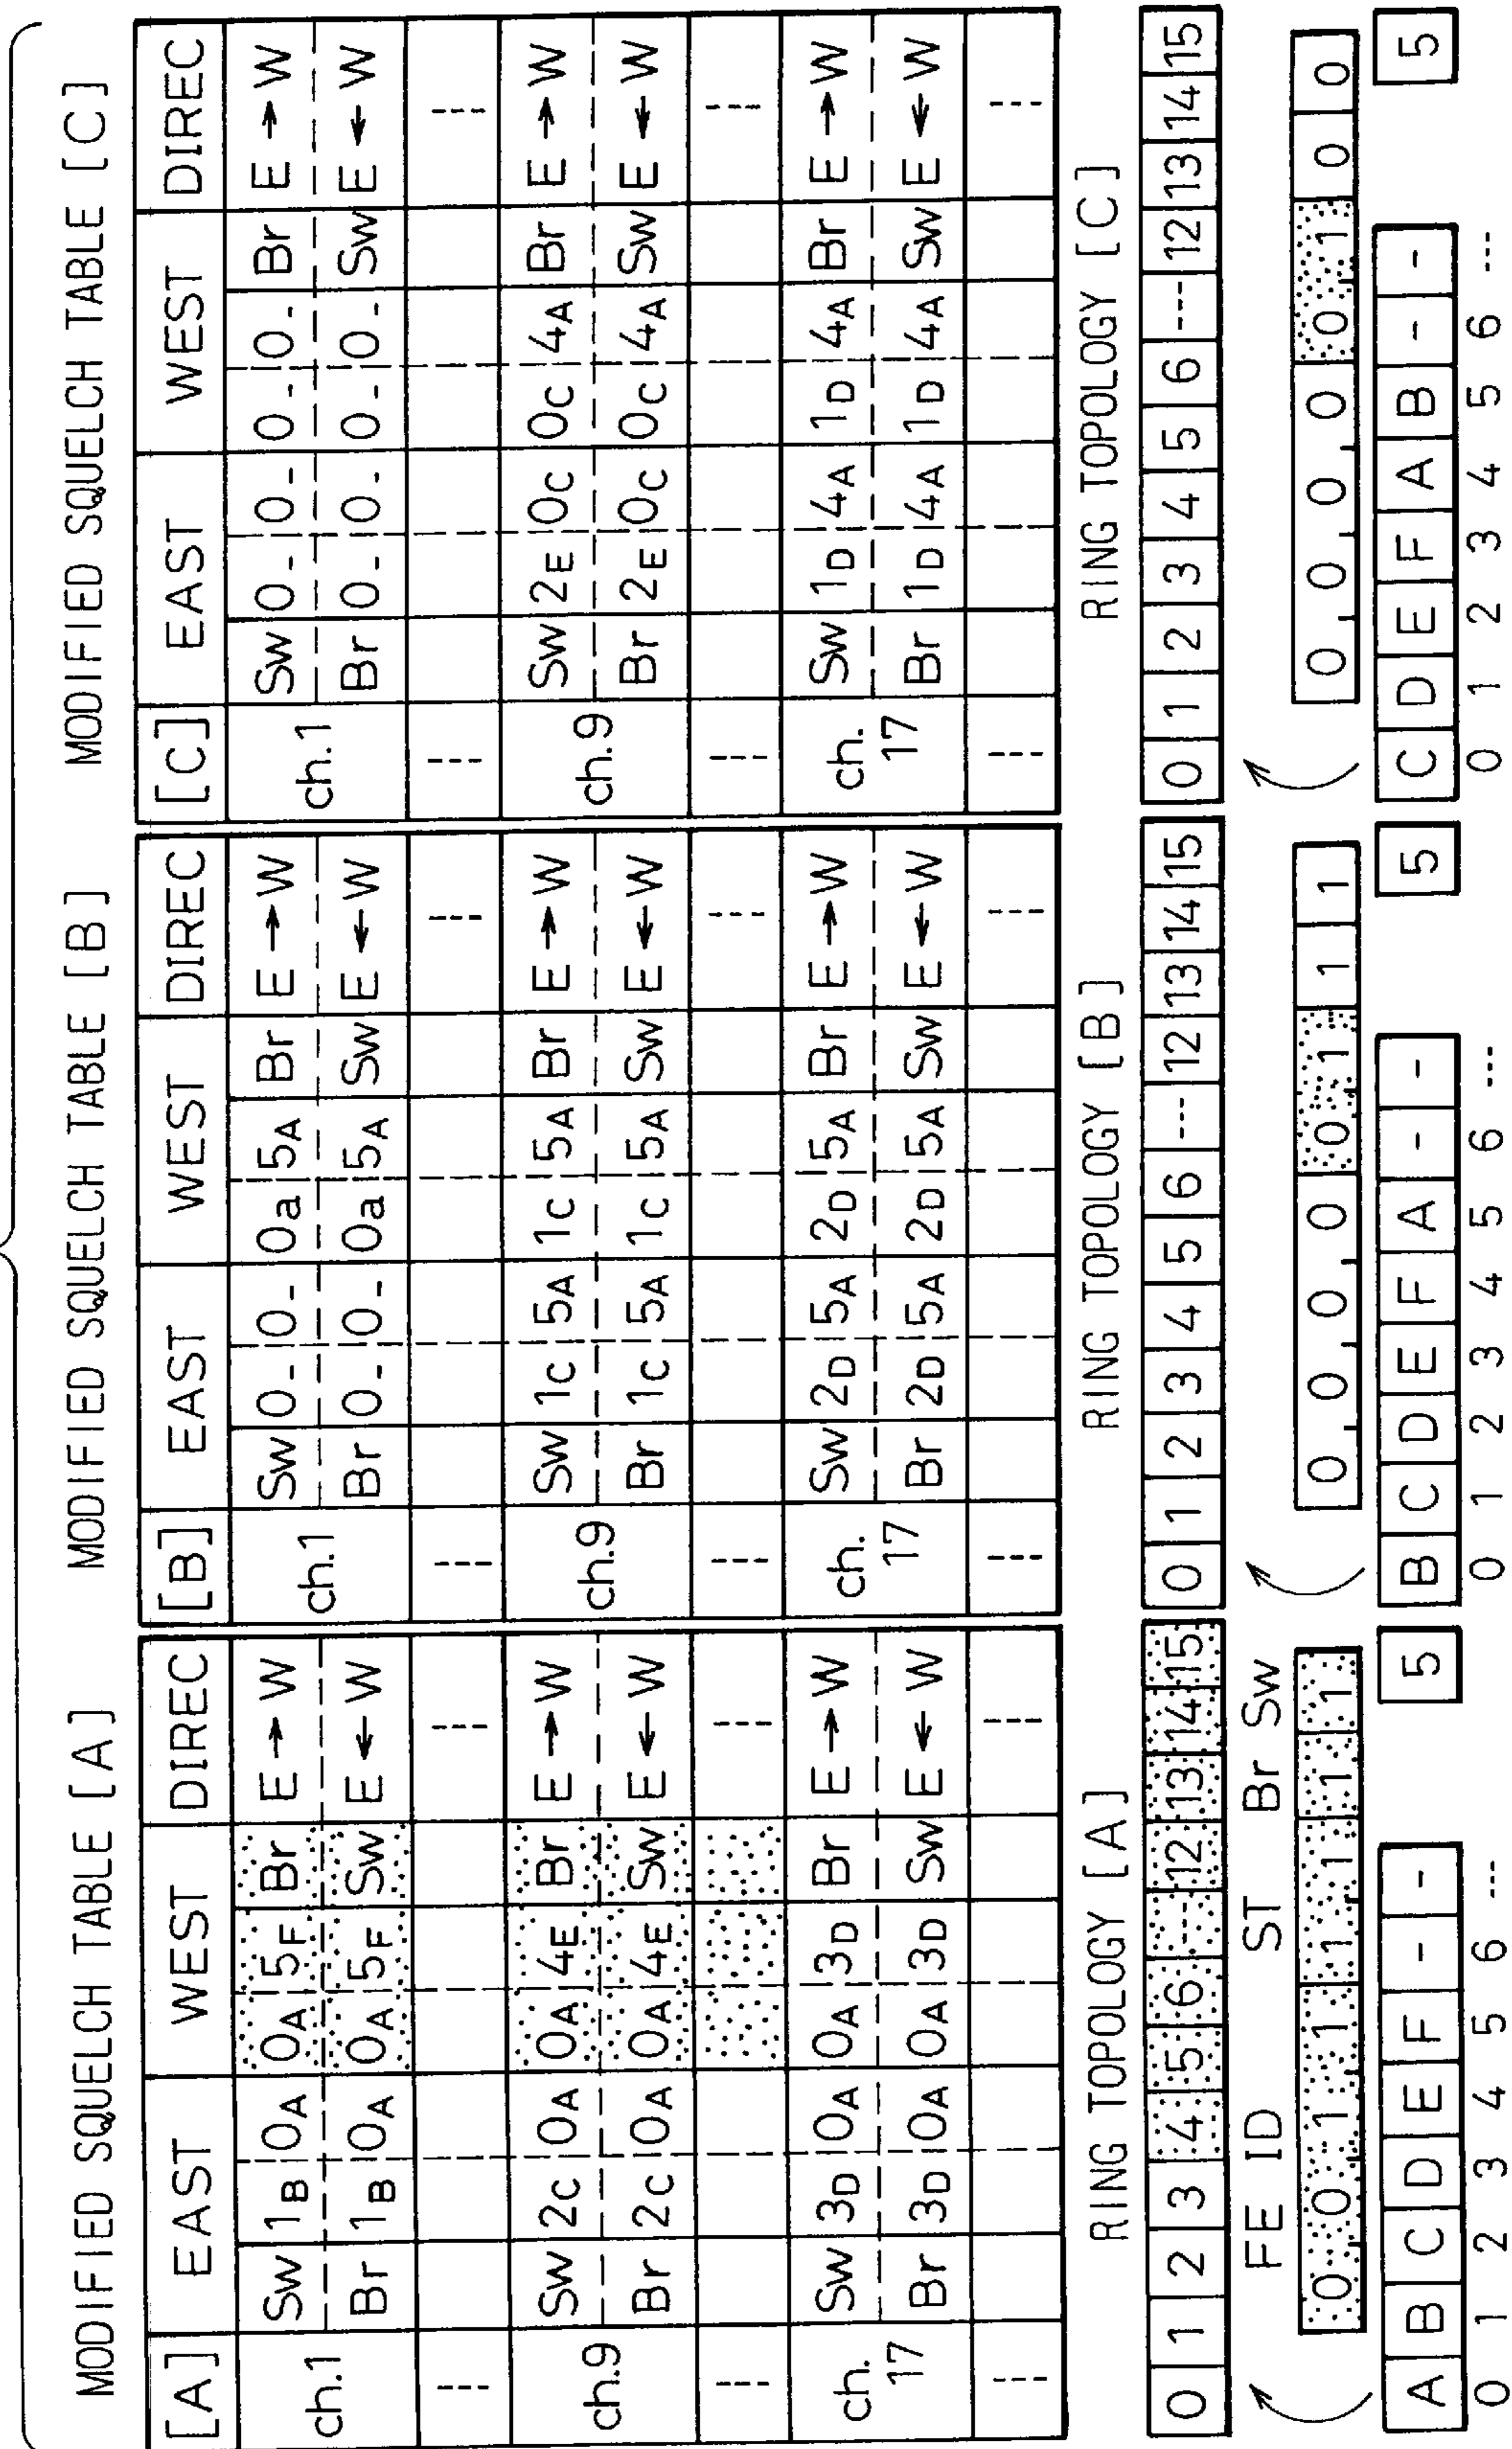 MODIFIED SQUELCH TABLE [A]
[A] EAST WEST DIREC
ch.1 Sw 1B 0A 0A 5F Br E → W
Br 1B 0A 0A 5F Sw E ← W
--- ---
ch.9 Sw 2C 0A 0A 4E Br E → W
Br 2C 0A 0A 4E Sw E ← W
--- ---
ch. 17 Sw 3D 0A 0A 3D Br E → W
Br 3D 0A 0A 3D Sw E ← W
--- ---
RING TOPOLOGY [A]
0 1 2 3 4 5 6 --- 12 13 14 15
FE ID ST Br Sw
0 0 1 1 1 1 1 1
A B C D E F - - 5
0 1 2 3 4 5 6 ---
MODIFIED SQUELCH TABLE [B]
[B] EAST WEST DIREC
ch.1 Sw 0- 0- 0a 5A Br E → W
Br 0- 0- 0a 5A Sw E ← W
--- ---
ch.9 Sw 1C 5A 1C 5A Br E → W
Br 1C 5A 1C 5A Sw E ← W
--- ---
ch. 17 Sw 2D 5A 2D 5A Br E → W
Br 2D 5A 2D 5A Sw E ← W
--- ---
RING TOPOLOGY [B]
0 1 2 3 4 5 6 --- 12 13 14 15
0 0 0 0 0 1 1 1
B C D E F A - - 5
0 1 2 3 4 5 6 ---
MODIFIED SQUELCH TABLE [C]
[C] EAST WEST DIREC
ch.1 Sw 0- 0- 0- 0- Br E → W
Br 0- 0- 0- 0- Sw E ← W
--- ---
ch.9 Sw 2E 0C 0C 4A Br E → W
Br 2E 0C 0C 4A Sw E ← W
--- ---
ch. 17 Sw 1D 4A 1D 4A Br E → W
Br 1D 4A 1D 4A Sw E ← W
--- ---
RING TOPOLOGY [C]
0 1 2 3 4 5 6 --- 12 13 14 15
0 0 0 0 0 1 0 0
C D E F A B - - 5
0 1 2 3 4 5 6 ---